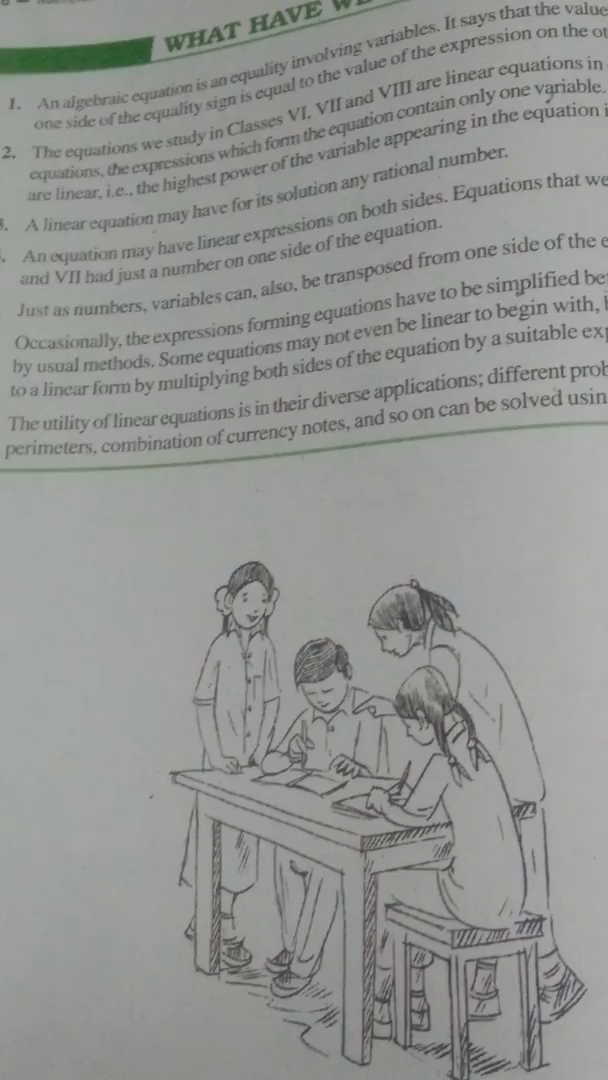 WHAT HAVE WE
1. An algebraic equation is an equality involving variables. It says that the value
one side of the equality sign is equal to the value of the expression on the ot
2. The equations we study in Classes VI, VII and VIII are linear equations in
equations, the expressions which form the equation contain only one variable.
are linear, i.e., the highest power of the variable appearing in the equation i
3. A linear equation may have for its solution any rational number.
. An equation may have linear expressions on both sides. Equations that we
and VII had just a number on one side of the equation.
Just as numbers, variables can, also, be transposed from one side of the e
Occasionally, the expressions forming equations have to be simplified be
by usual methods. Some equations may not even be linear to begin with, b
to a linear form by multiplying both sides of the equation by a suitable exp
The utility of linear equations is in their diverse applications; different prob
perimeters, combination of currency notes, and so on can be solved usin